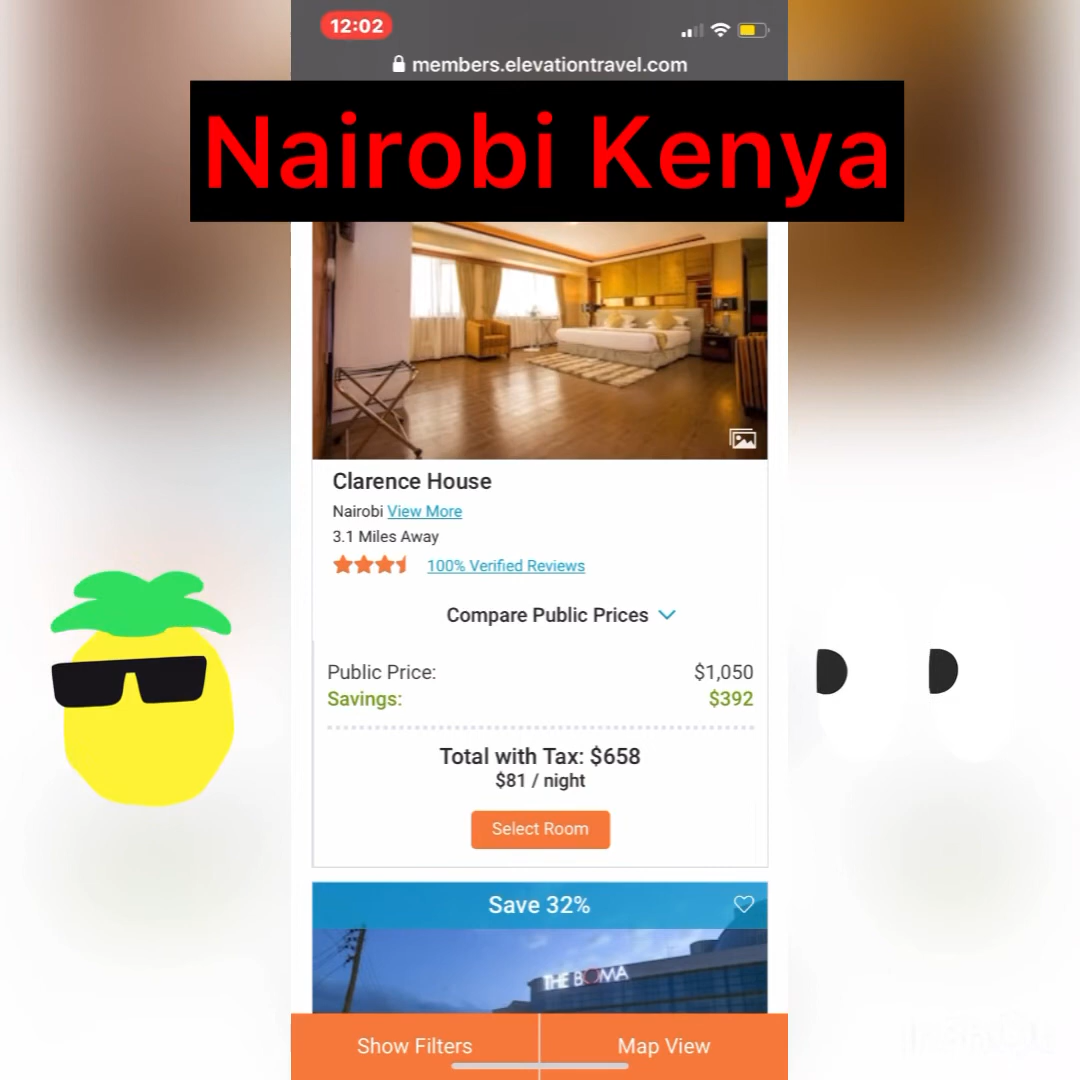 12:02
members.elevationtravel.com
Nairobi Kenya
Clarence House
Nairobi View More
3.1 Miles Away
100% Verified Reviews
Compare Public Prices
Public Price: $1,050
Savings: $392
Total with Tax: $658
$81 / night
Select Room
Save 32%
THE BOMA
Show Filters Map View